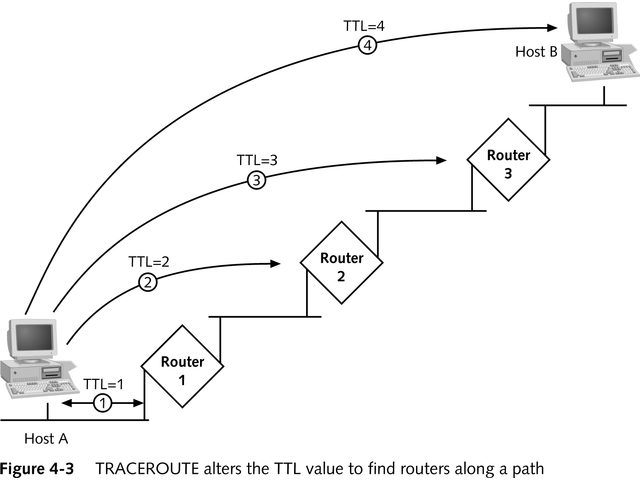 TTL=4
4
Host B
TTL=3
3
Router
3
TTL=2
2
Router
2
TTL=1
1
Router
1
Host A
Figure 4-3 TRACEROUTE alters the TTL value to find routers along a path